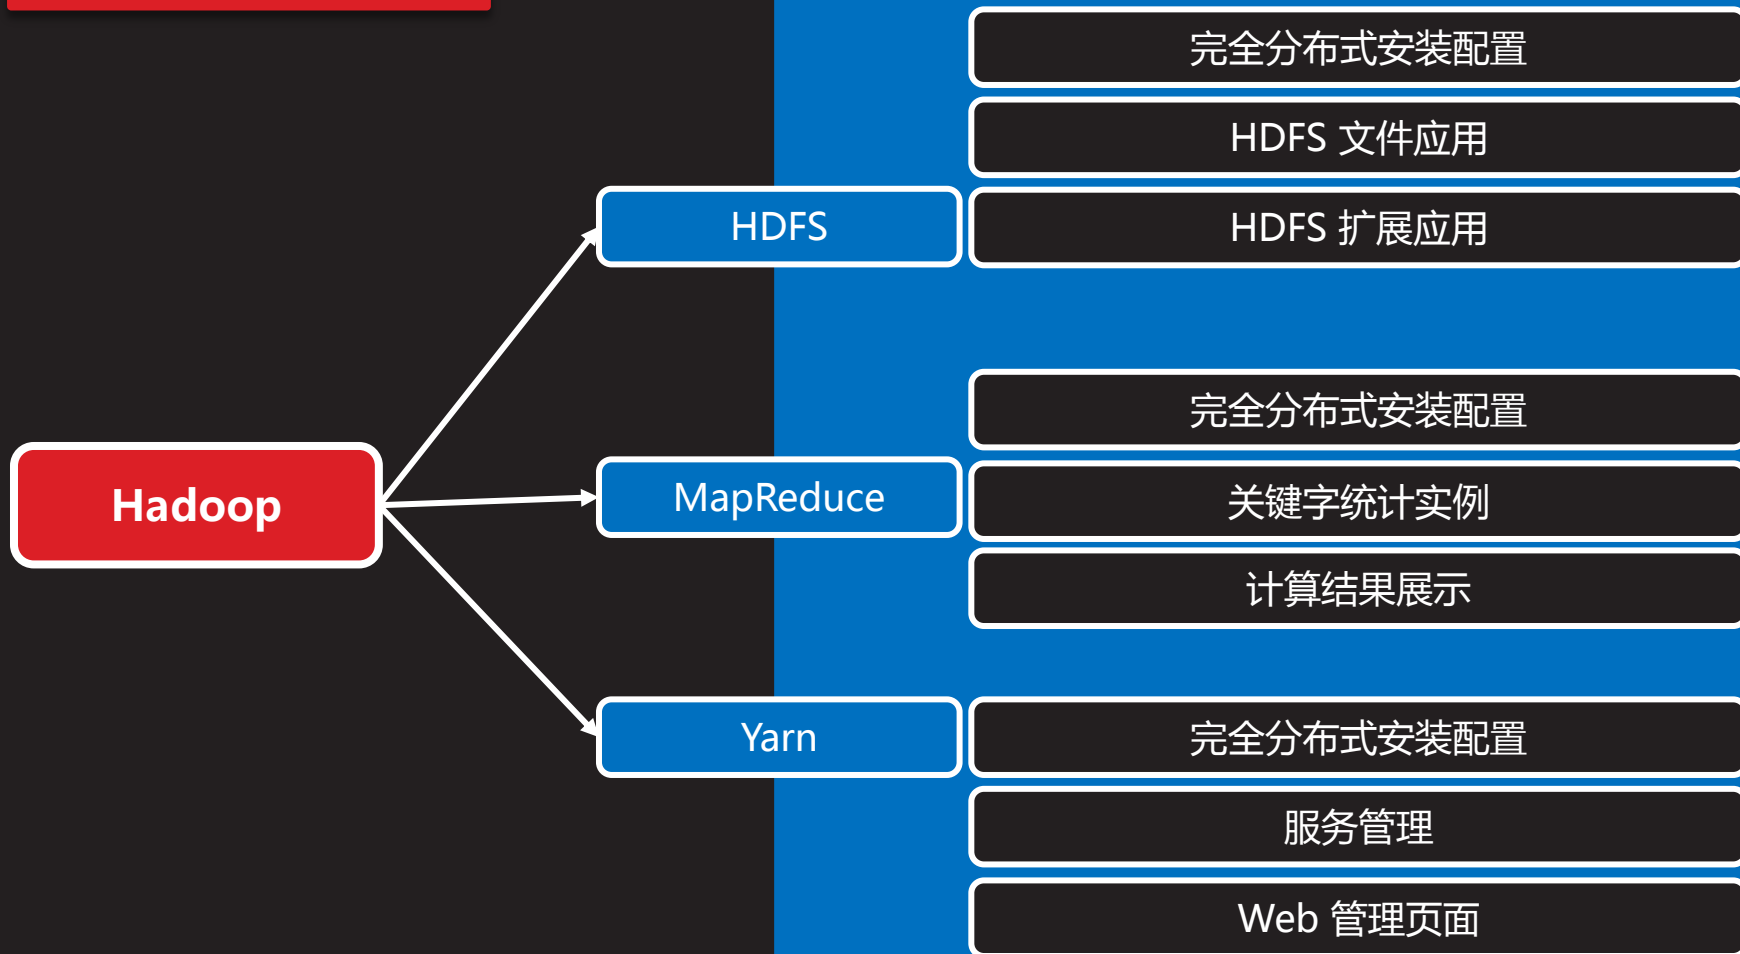 完全分布式安装配置
HDFS 文件应用
HDFS
HDFS 扩展应用
完全分布式安装配置
Hadoop
MapReduce
关键字统计实例
计算结果展示
Yarn
完全分布式安装配置
服务管理
Web 管理页面